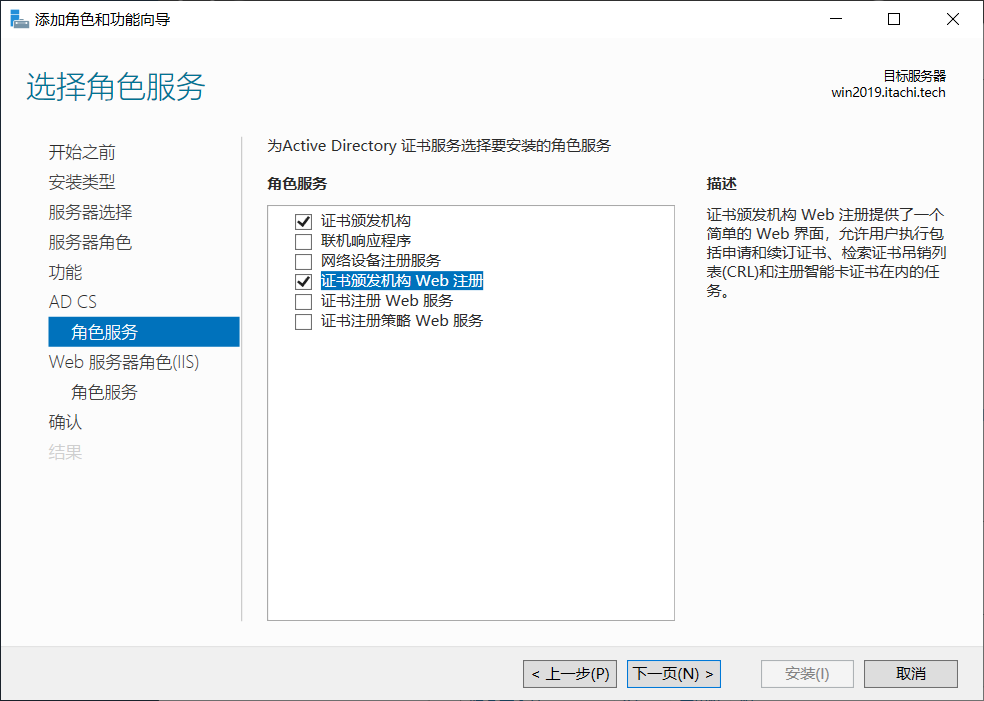 添加角色和功能向导
选择角色服务
目标服务器
win2019.itachi.tech
开始之前
安装类型
服务器选择
服务器角色
功能
AD CS
角色服务
Web 服务器角色(IIS)
角色服务
确认
结果
为Active Directory 证书服务选择要安装的角色服务
角色服务
证书颁发机构
联机响应程序
网络设备注册服务
证书颁发机构 Web 注册
证书注册 Web 服务
证书注册策略 Web 服务
描述
证书颁发机构 Web 注册提供了一个
简单的 Web 界面，允许用户执行包
括申请和续订证书、检索证书吊销列
表(CRL)和注册智能卡证书在内的任
务。
< 上一步(P)
下一页(N) >
安装(I)
取消